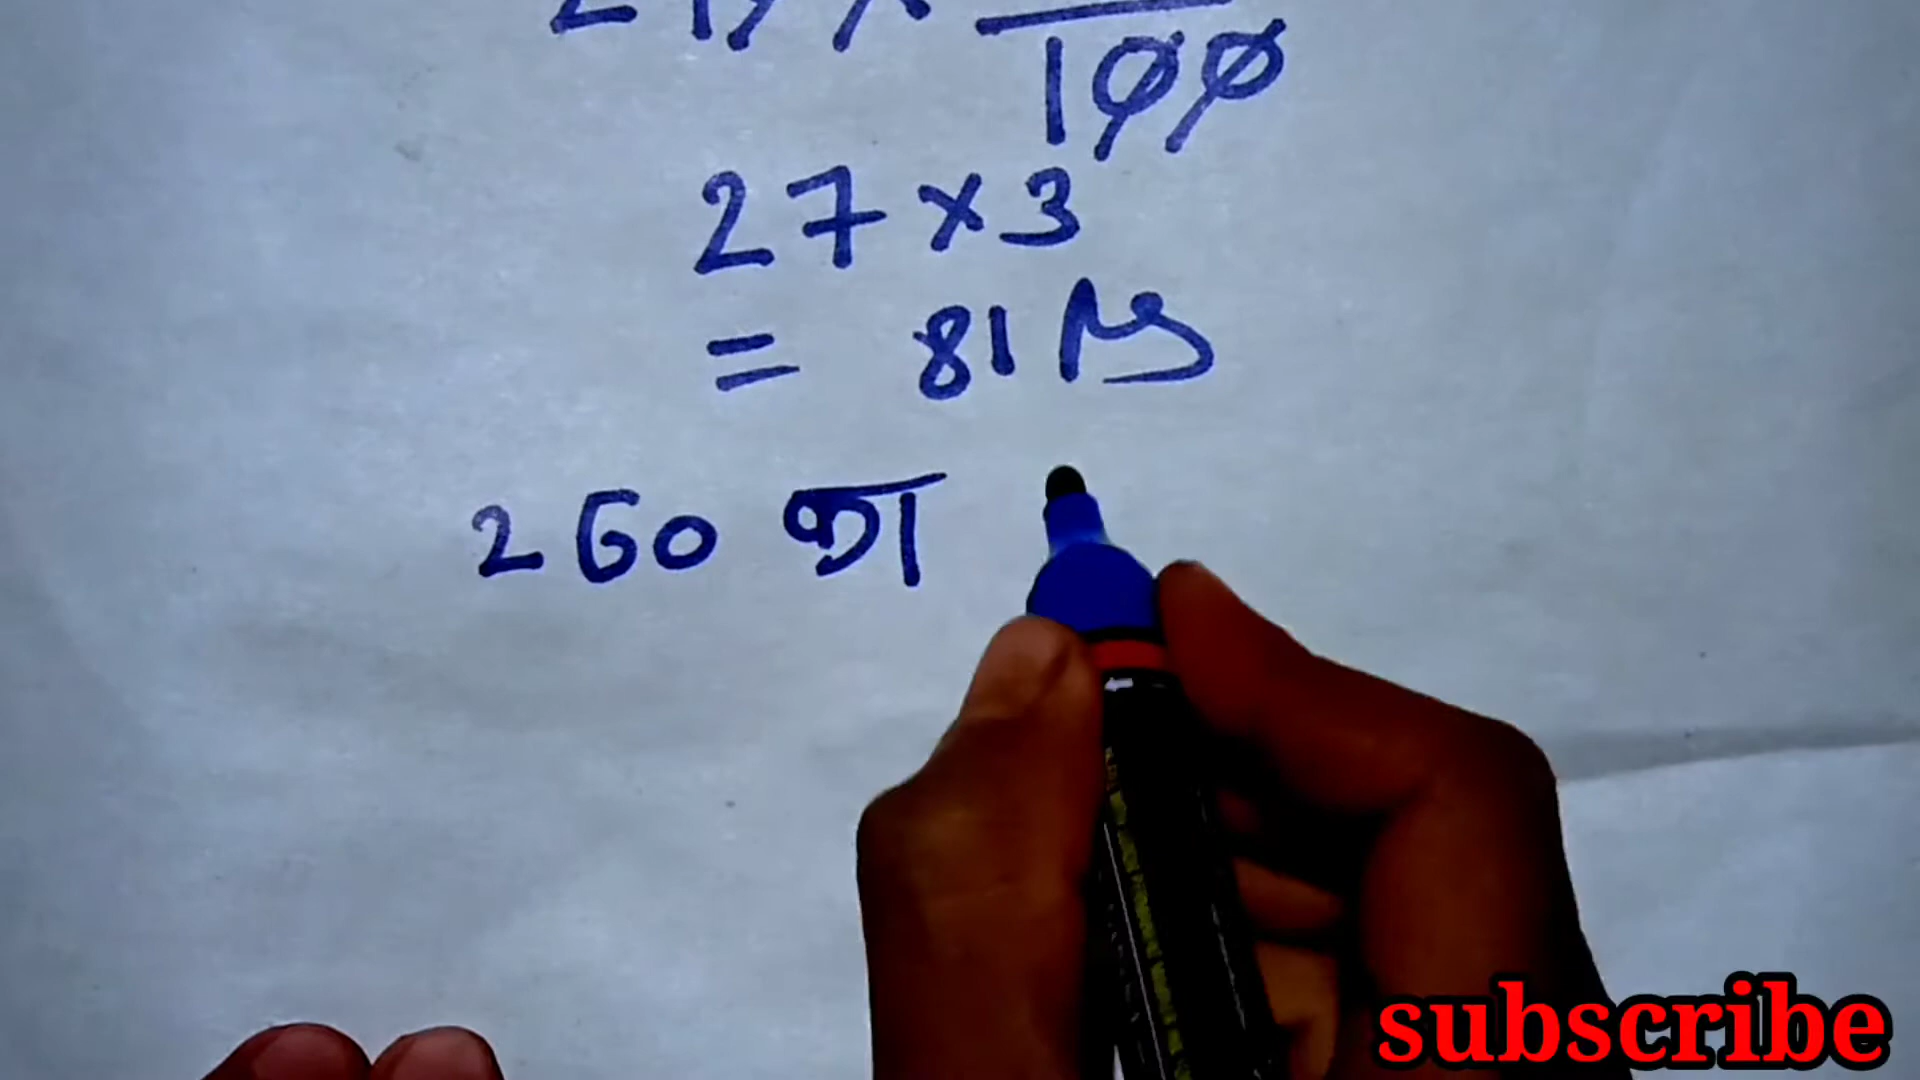 100
27 × 3
= 81
260 का
subscribe